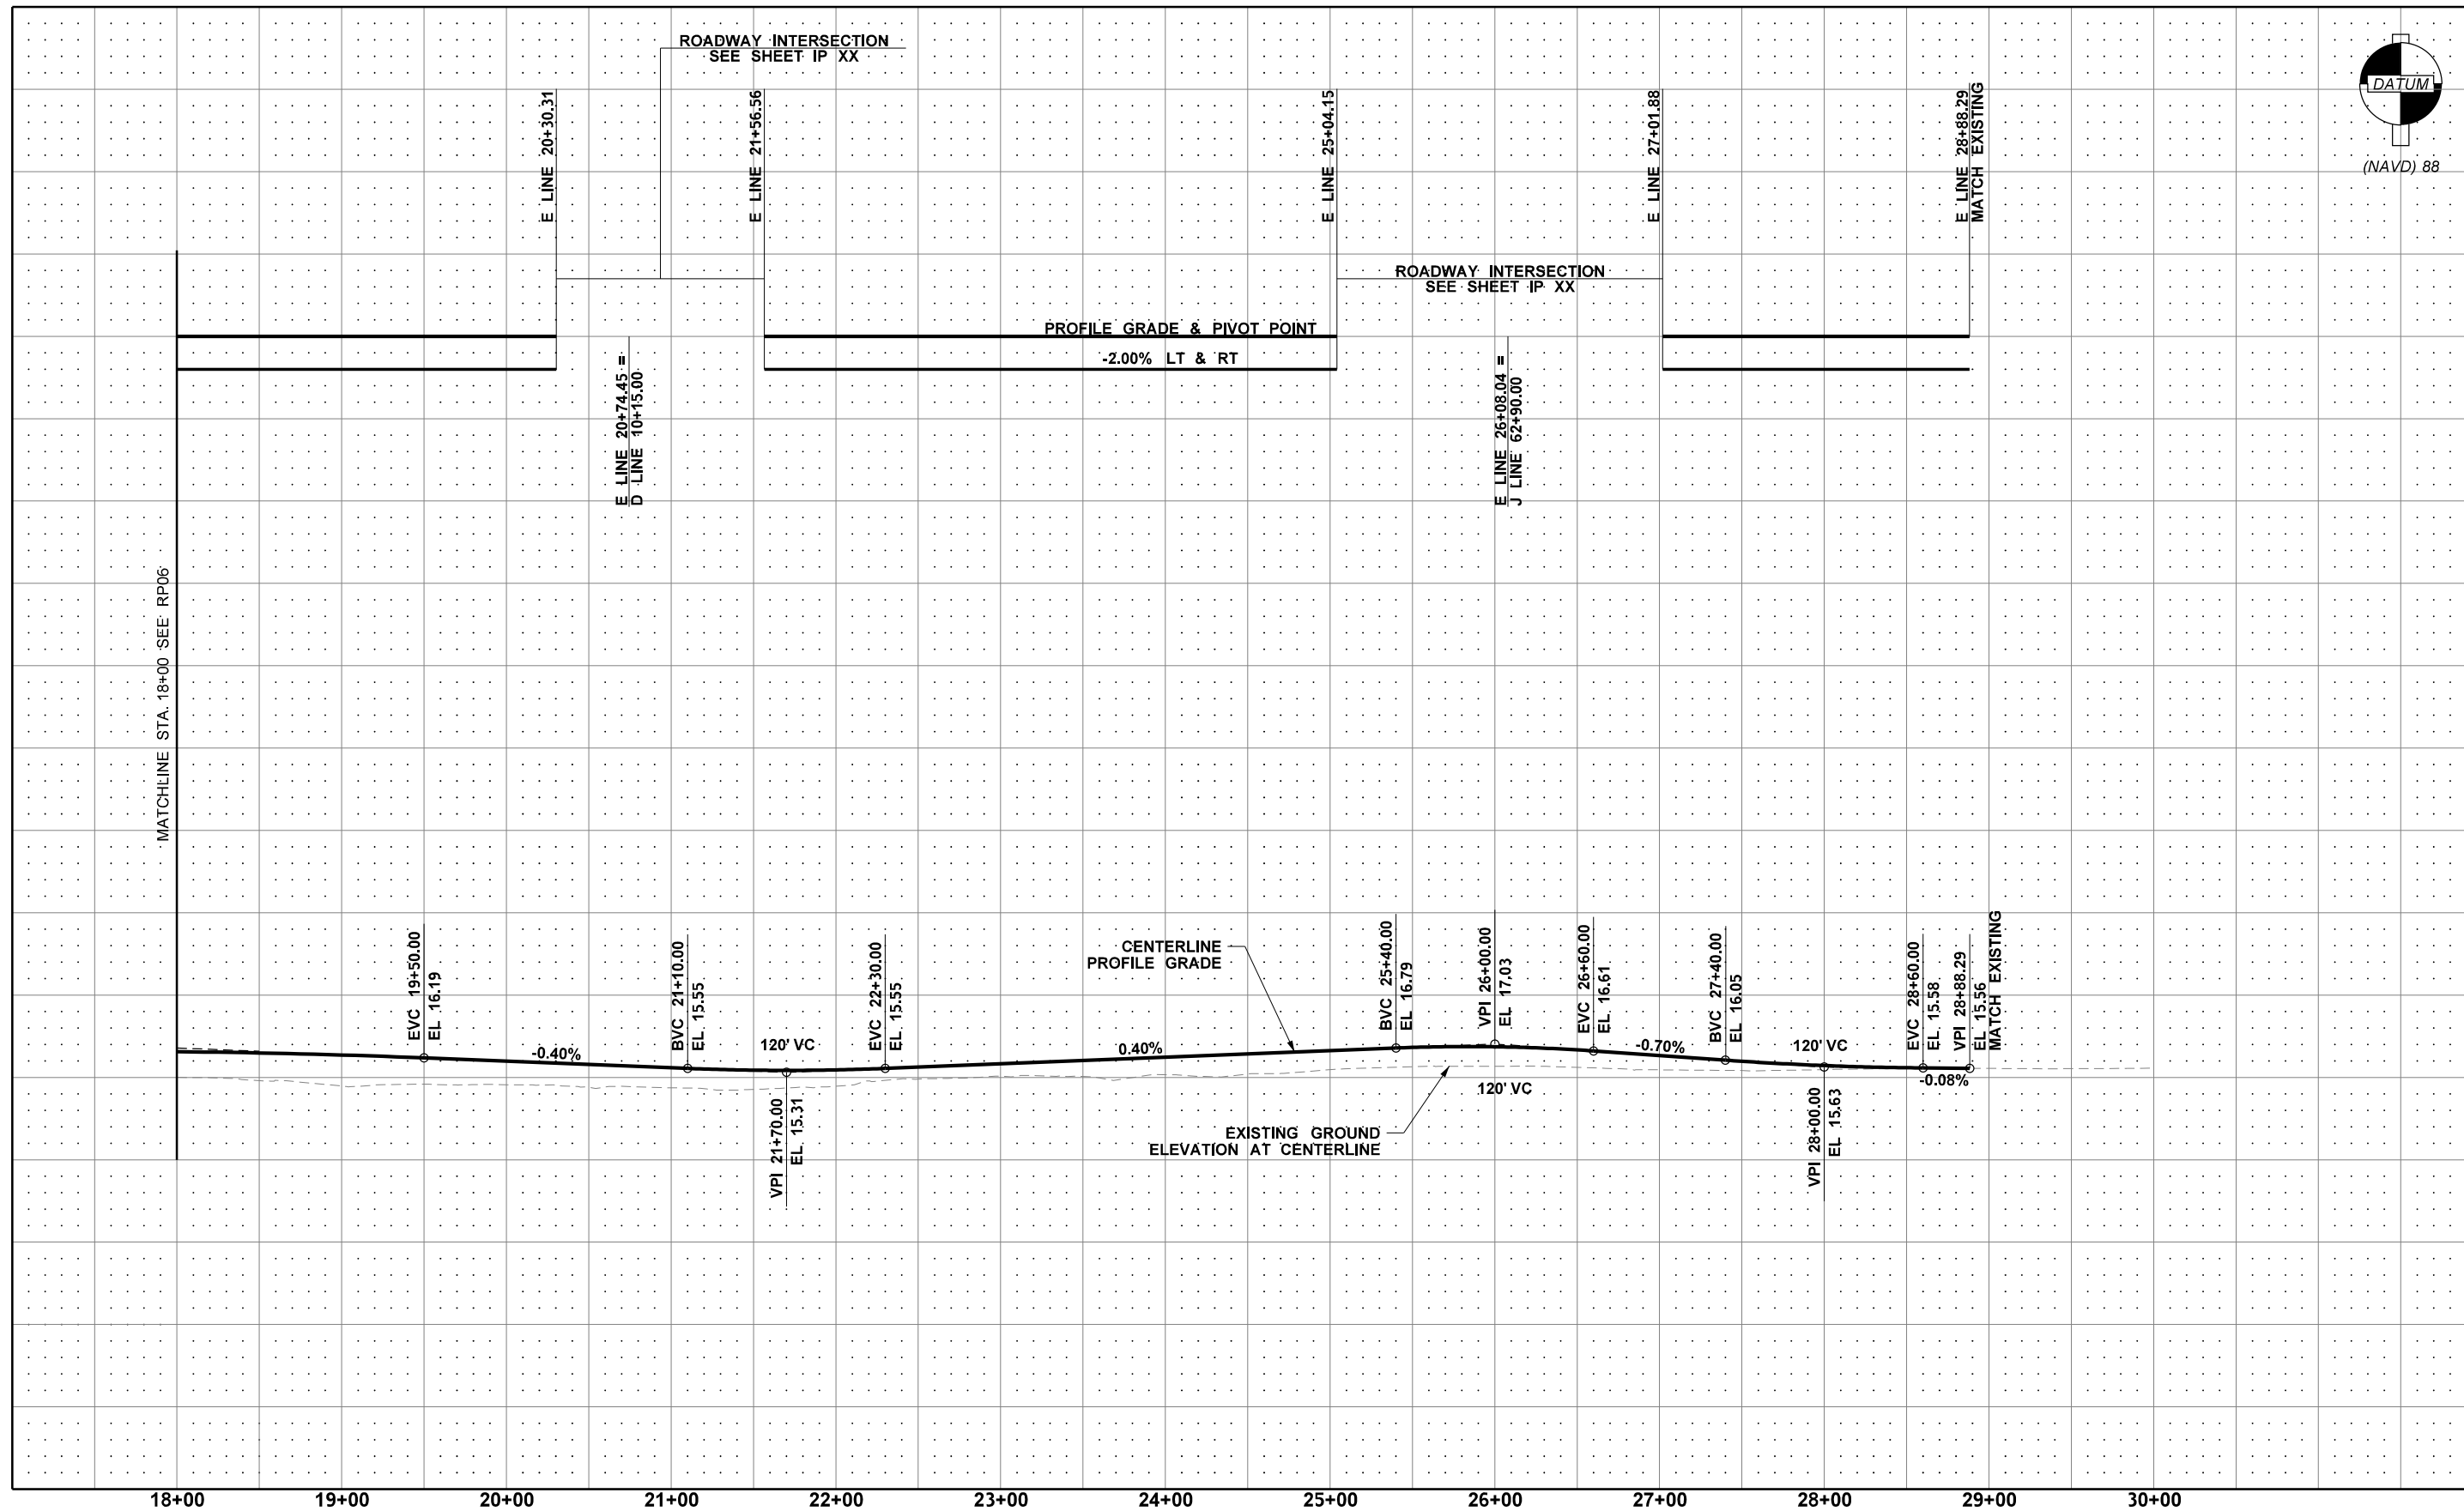 ROADWAY INTERSECTION
SEE SHEET IP XX
E LINE 20+30.31
E LINE 21+56.56
E LINE 25+04.15
E LINE 27+01.88
E LINE 28+88.29
MATCH EXISTING
DATUM
(NAVD) 88
ROADWAY INTERSECTION
SEE SHEET IP XX
PROFILE GRADE & PIVOT POINT
-2.00% LT & RT
E LINE 20+74.45 =
D LINE 10+15.00
E LINE 26+08.04 =
J LINE 62+90.00
MATCHLINE STA. 18+00 SEE RP06
EVC 19+50.00
EL 16.19
-0.40%
BVC 21+10.00
EL 15.55
120' VC
VPI 21+70.00
EL 15.31
EVC 22+30.00
EL 15.55
CENTERLINE
PROFILE GRADE
0.40%
BVC 25+40.00
EL 16.79
VPI 26+00.00
EL 17.03
120' VC
EVC 26+60.00
EL 16.61
-0.70%
BVC 27+40.00
EL 16.05
120' VC
VPI 28+00.00
EL 15.63
EVC 28+60.00
EL 15.58
-0.08%
VPI 28+88.29
EL 15.56
MATCH EXISTING
EXISTING GROUND
ELEVATION AT CENTERLINE
18+00
19+00
20+00
21+00
22+00
23+00
24+00
25+00
26+00
27+00
28+00
29+00
30+00